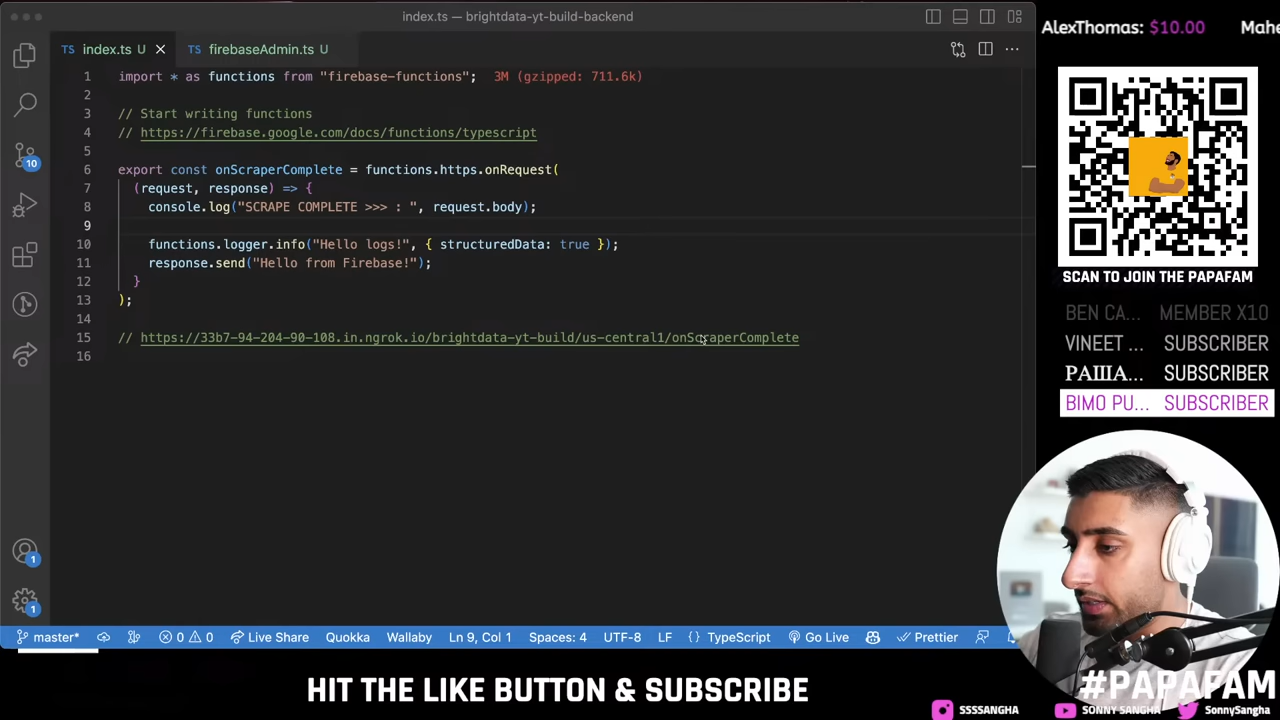 index.ts — brightdata-yt-build-backend
AlexThomas: $10.00 Mahe
TS index.ts U
TS firebaseAdmin.ts U
1 import * as functions from "firebase-functions"; 3M (gzipped: 711.6k)
2
3 // Start writing functions
4 // https://firebase.google.com/docs/functions/typescript
5
6 export const onScraperComplete = functions.https.onRequest(
7 (request, response) => {
8 console.log("SCRAPE COMPLETE >>> : ", request.body);
9
10 functions.logger.info("Hello logs!", { structuredData: true });
11 response.send("Hello from Firebase!");
12 }
13 );
14
15 // https://33b7-94-204-90-108.in.ngrok.io/brightdata-yt-build/us-central1/onScraperComplete
16
10
1
1
SCAN TO JOIN THE PAPAFAM
BEN CA... MEMBER X10
VINEET ... SUBSCRIBER
РАША... SUBSCRIBER
BIMO PU... SUBSCRIBER
master* 0 0 Live Share Quokka Wallaby Ln 9, Col 1 Spaces: 4 UTF-8 LF {} TypeScript Go Live Prettier
HIT THE LIKE BUTTON & SUBSCRIBE
#PAPAFAM
SSSSANGHA SONNY SANGHA SonnySangha